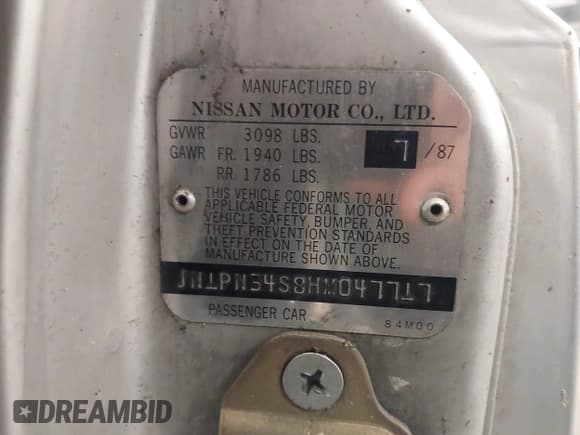 MANUFACTURED BY
NISSAN MOTOR CO., LTD.
GVWR 3098 LBS. 7 /87
GAWR FR. 1940 LBS.
RR. 1786 LBS.
THIS VEHICLE CONFORMS TO ALL
APPLICABLE FEDERAL MOTOR
VEHICLE SAFETY, BUMPER, AND
THEFT PREVENTION STANDARDS
IN EFFECT ON THE DATE OF
MANUFACTURE SHOWN ABOVE.
JN1PN34S8HM047717
PASSENGER CAR
84M00
DREAMBID